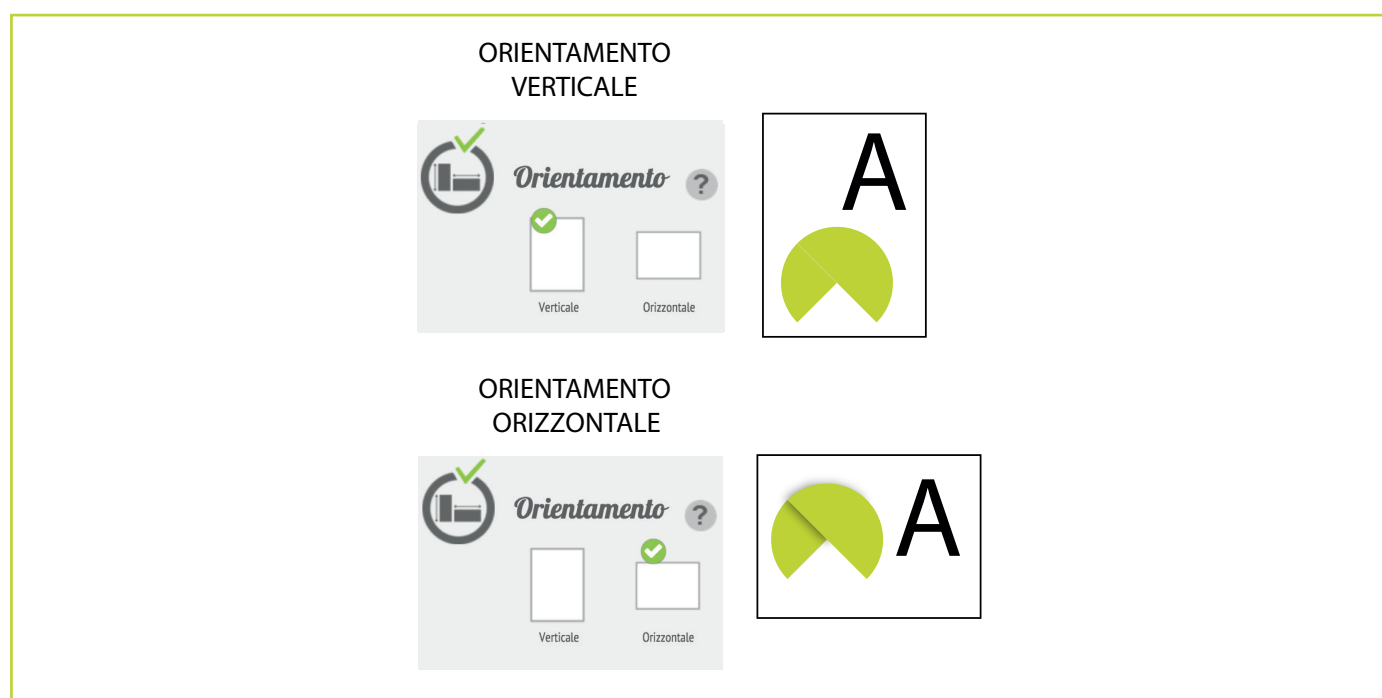 ORIENTAMENTO
VERTICALE
Orientamento ?
Verticale Orizzontale
A
ORIENTAMENTO
ORIZZONTALE
Orientamento ?
Verticale Orizzontale
A